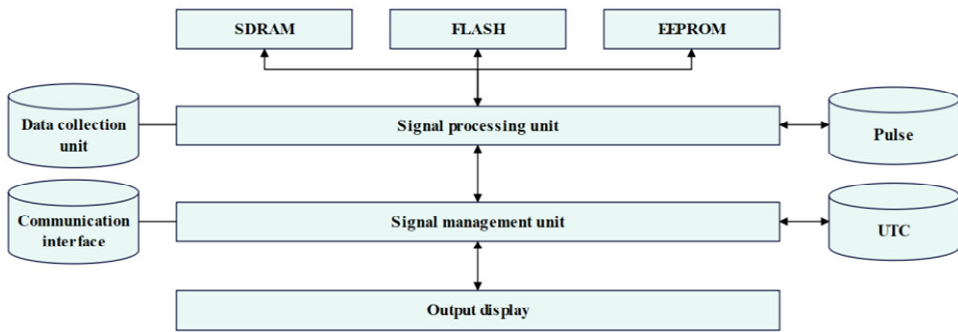 SDRAM
FLASH
EEPROM
Data collection
unit
Signal processing unit
Pulse
Communication
interface
Signal management unit
UTC
Output display